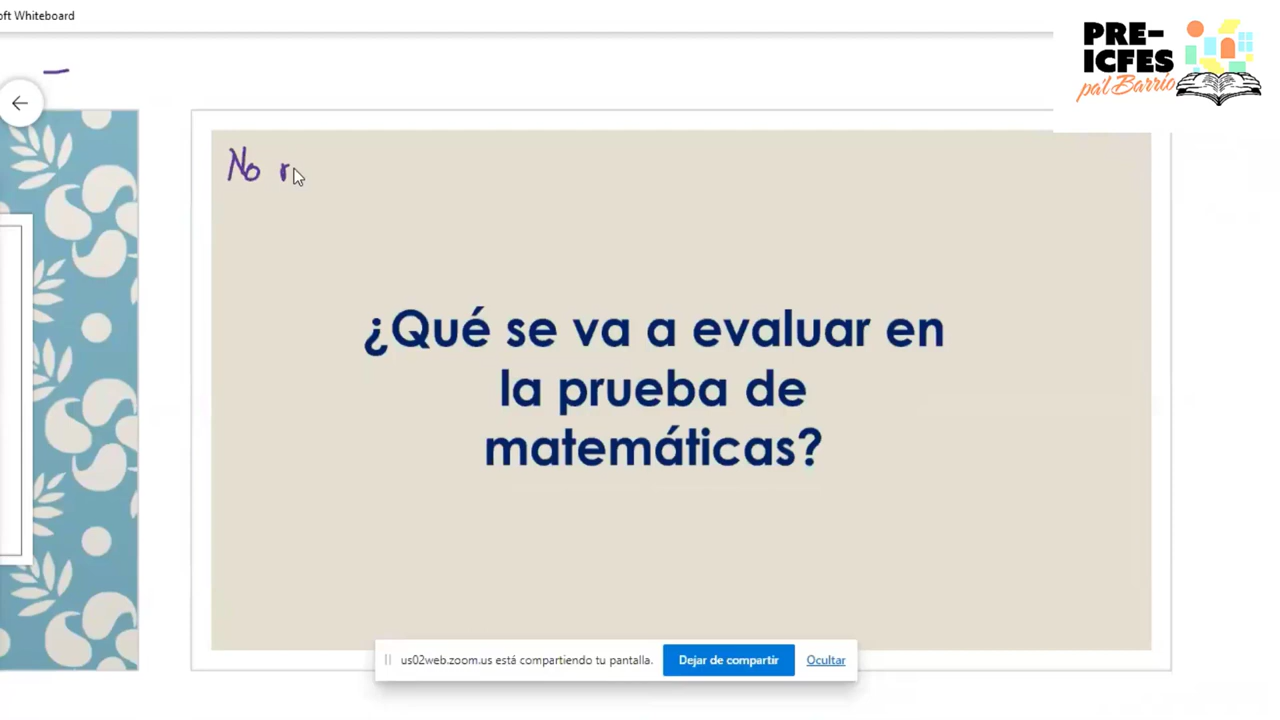 oft Whiteboard
PRE-
ICFES
pa'l Barrio
No r
¿Qué se va a evaluar en
la prueba de
matemáticas?
us02web.zoom.us está compartiendo tu pantalla. Dejar de compartir Ocultar